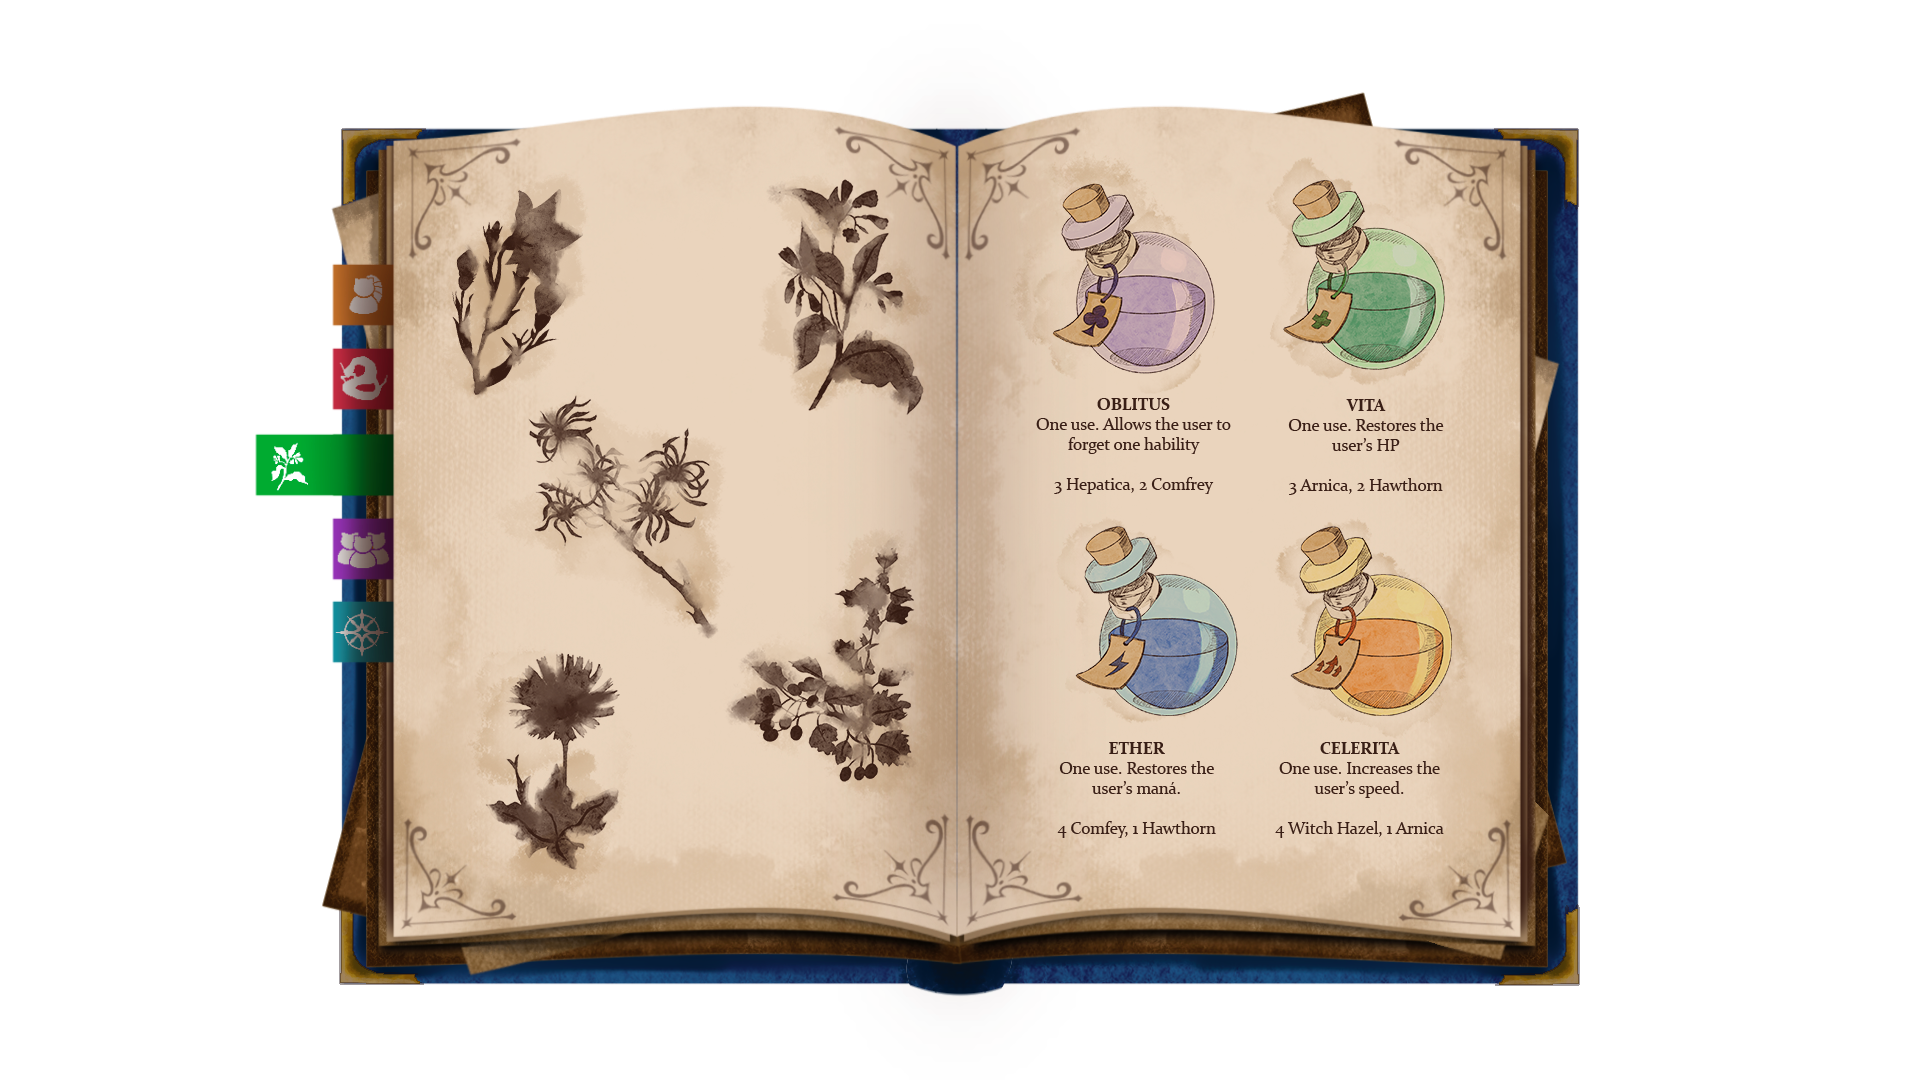 OBLITUS
One use. Allows the user to
forget one hability
3 Hepatica, 2 Comfrey
VITA
One use. Restores the
user's HP
3 Arnica, 2 Hawthorn
ETHER
One use. Restores the
user's maná.
4 Comfey, 1 Hawthorn
CELERITA
One use. Increases the
user's speed.
4 Witch Hazel, 1 Arnica